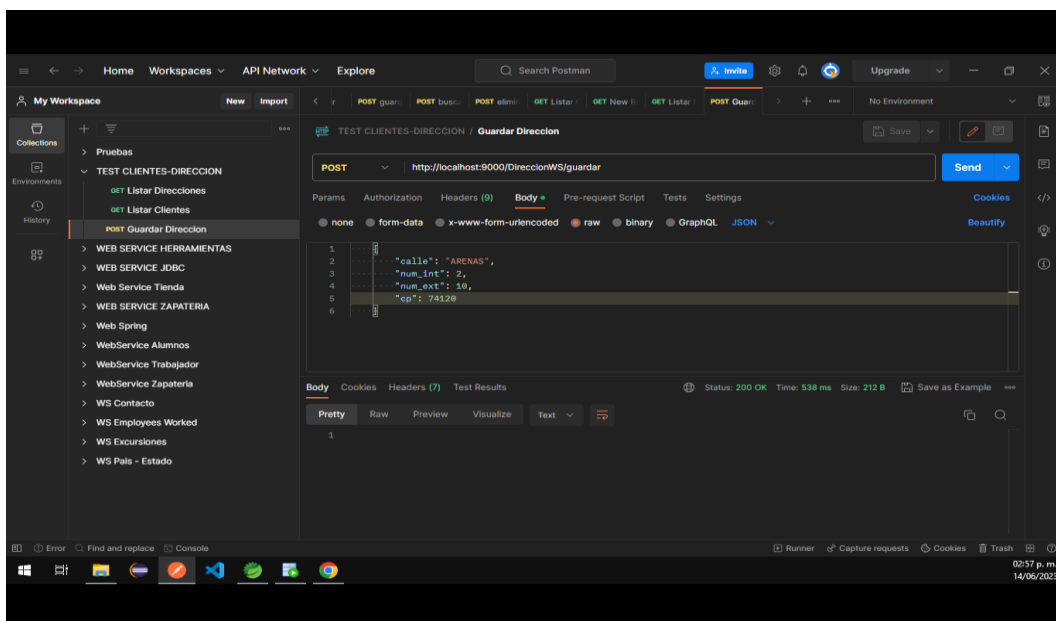 Home Workspaces API Network Explore Search Postman Invite Upgrade
My Workspace New Import POST guar POST busc POST elimin GET Listar GET New R GET Listar POST Guar No Environment
Collections
TEST CLIENTES-DIRECCION / Guardar Direccion Save
Pruebas
TEST CLIENTES-DIRECCION
POST http://localhost:9000/DireccionWS/guardar Send
Environments
GET Listar Direcciones
Params Authorization Headers (9) Body Pre-request Script Tests Settings Cookies
GET Listar Clientes
History
none form-data x-www-form-urlencoded raw binary GraphQL JSON Beautify
POST Guardar Direccion
WEB SERVICE HERRAMIENTAS
1 {
2 "calle": "ARENAS",
3 "num_int": 2,
4 "num_ext": 10,
5 "cp": 74120
6 }
WEB SERVICE JDBC
Web Service Tienda
WEB SERVICE ZAPATERIA
Web Spring
WebService Alumnos
WebService Trabajador
WebService Zapateria
WS Contacto
WS Employees Worked
WS Excursiones
WS Pais - Estado
Body Cookies Headers (7) Test Results Status: 200 OK Time: 538 ms Size: 212 B Save as Example
Pretty Raw Preview Visualize Text
1
Error Find and replace Console Runner Capture requests Cookies Trash
02:57 p. m.
14/06/2023